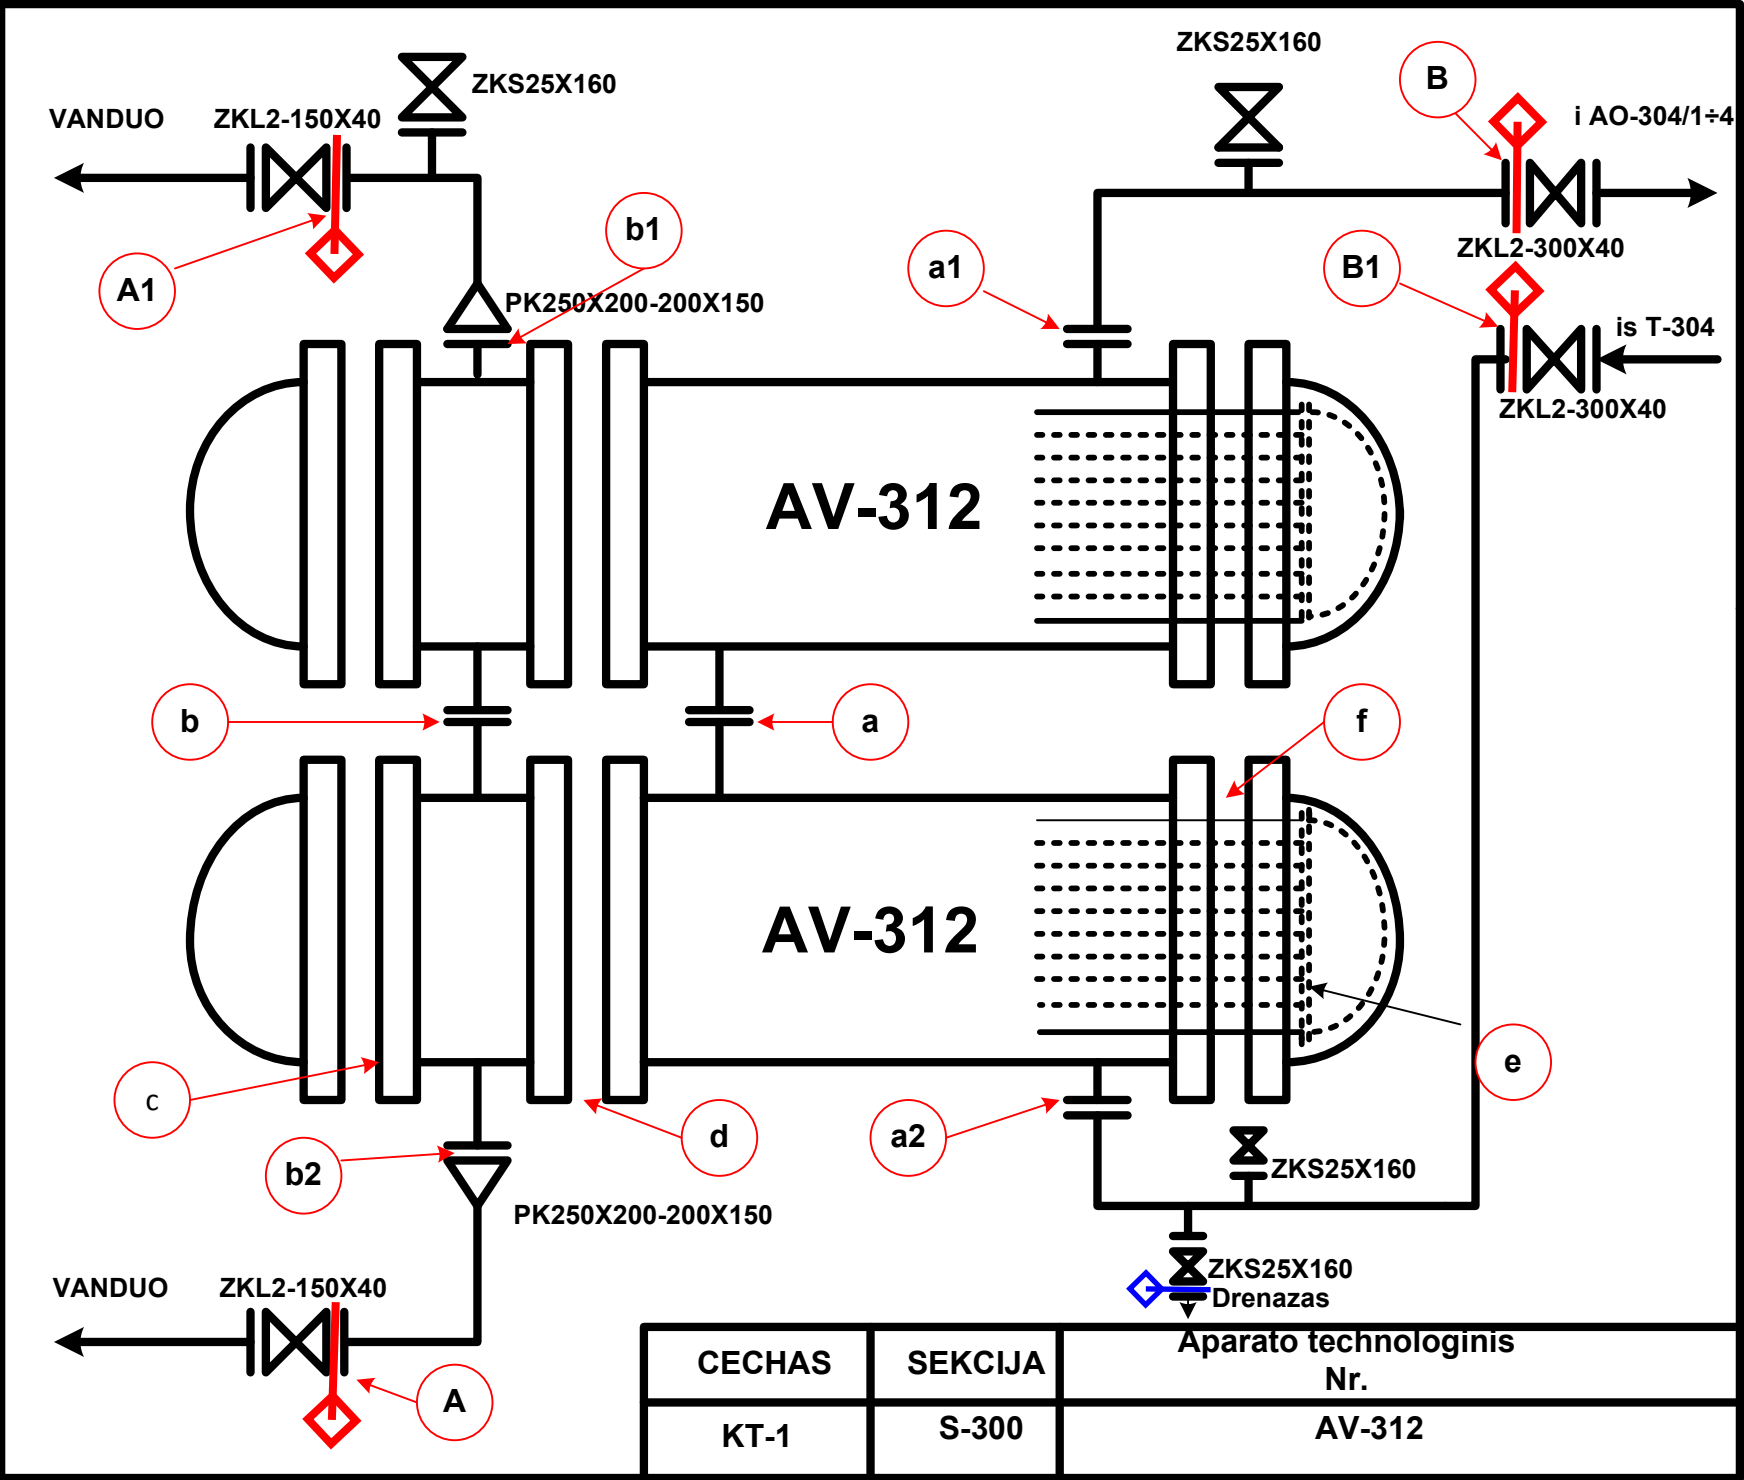 ZKS25X160
ZKS25X160
B
VANDUO
ZKL2-150X40
i AO-304/1÷4
b1
a1
B1
A1
ZKL2-300X40
PK250X200-200X150
is T-304
ZKL2-300X40
AV-312
b
a
f
AV-312
e
c
d
a2
b2
ZKS25X160
PK250X200-200X150
VANDUO
ZKL2-150X40
ZKS25X160
Drenazas
A
CECHAS
SEKCIJA
Aparato technologinis
Nr.
KT-1
S-300
AV-312